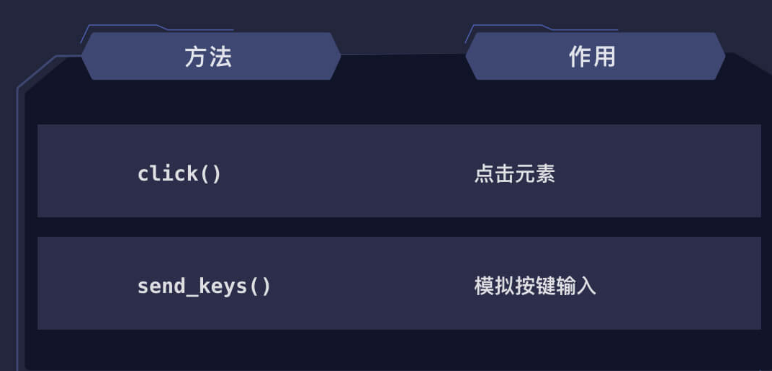 方法 作用
click() 点击元素
send_keys() 模拟按键输入